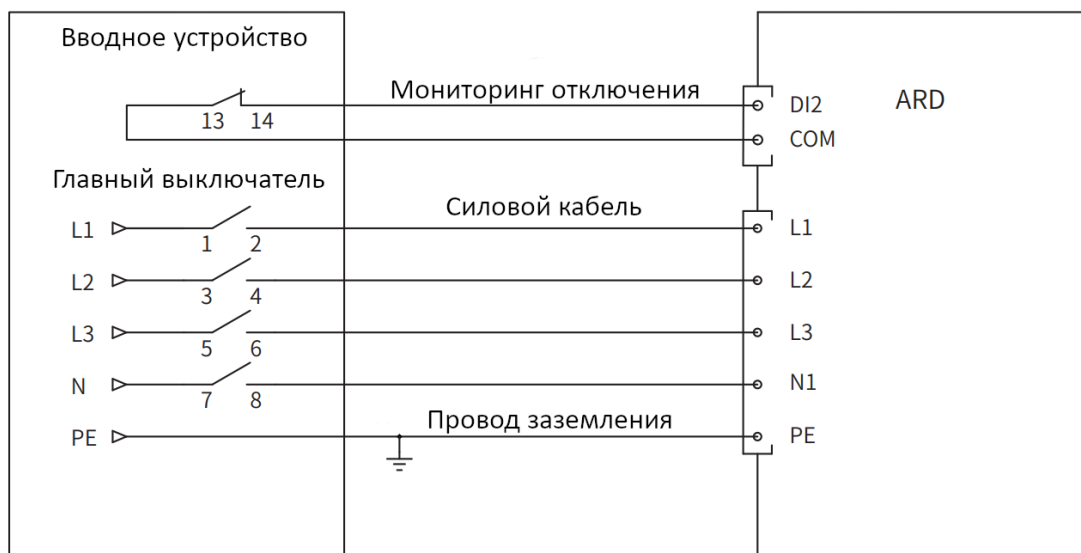 Вводное устройство
Мониторинг отключения
13 14
DI2
ARD
COM
Главный выключатель
Силовой кабель
L1
1 2
L1
L2
3 4
L2
L3
5 6
L3
N
7 8
N1
Провод заземления
PE
PE